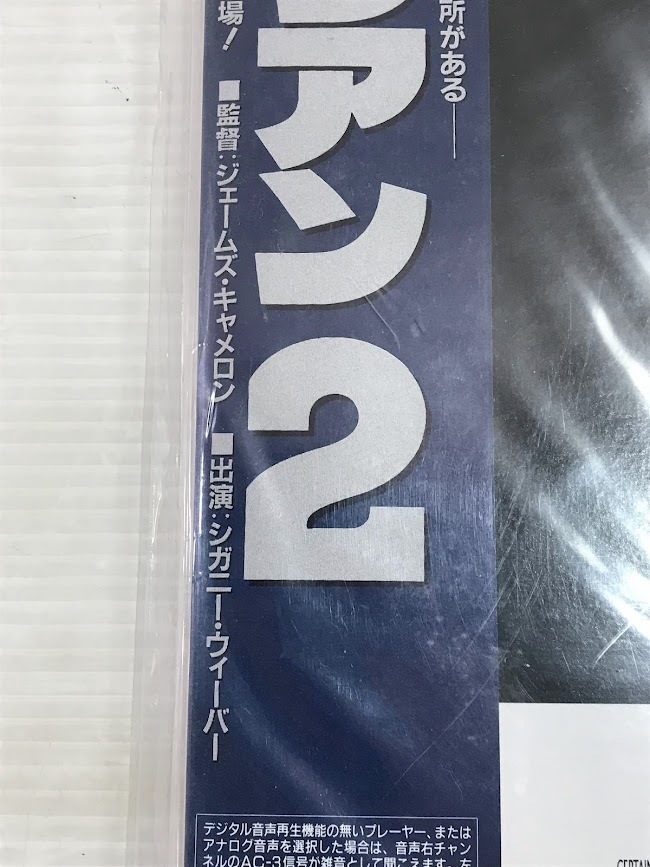 所がある―
アン2
場！
■監督：ジェームズ・キャメロン ■出演：シガニー・ウィーバー
デジタル音声再生機能の無いプレーヤー、または
アナログ音声を選択した場合は、音声右チャン
ネルのAC-3信号が雑音として聞こえます。左
CERTAIN